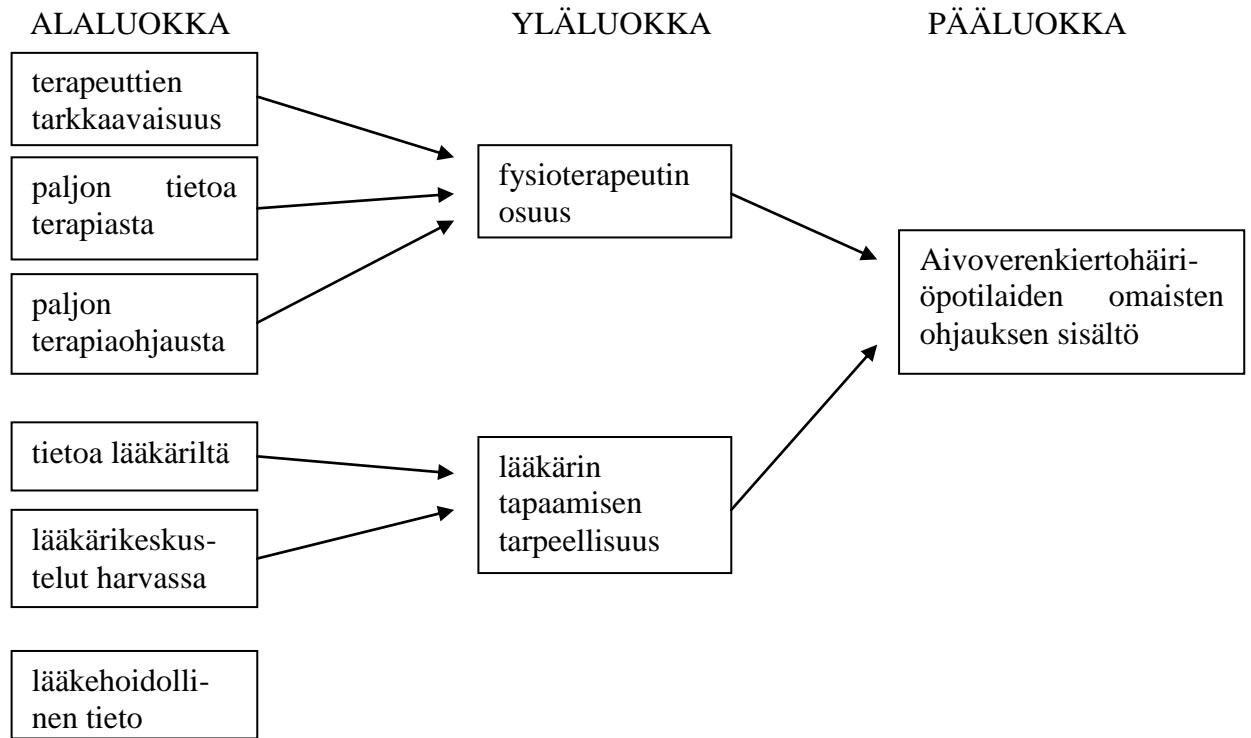 ALALUOKKA YLÄLUOKKA PÄÄLUOKKA
terapeuttien
tarkkaavaisuus
paljon tietoa
terapiasta
paljon
terapiaohjausta
tietoa lääkäriltä
lääkärikeskus-
telut harvassa
lääkehoidolli-
nen tieto
fysioterapeutin
osuus
lääkärin
tapaamisen
tarpeellisuus
Aivoverenkiertohäiri-
öpotilaiden omaisten
ohjauksen sisältö